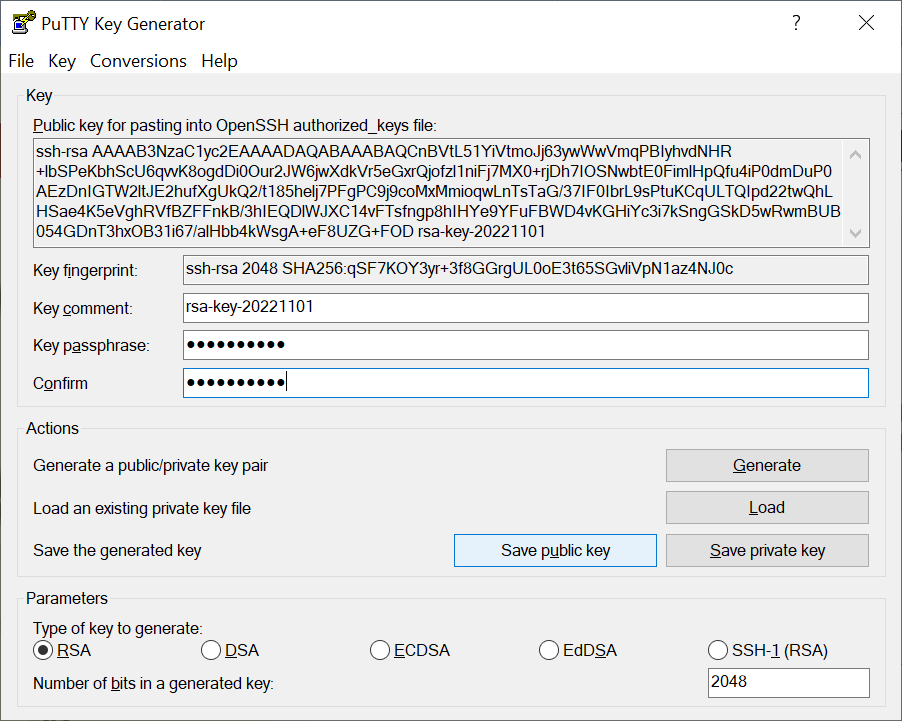 PuTTY Key Generator
?
File Key Conversions Help
Key
Public key for pasting into OpenSSH authorized_keys file:
ssh-rsa AAAAB3NzaC1yc2EAAAADAQABAAABAQCnBVtL51YiVtmoJj63ywWwVmqPBIyhvdNHR
+lbSPeKbhScU6qvvK8ogdDi0Our2JW6jwXdkVr5eGxrQjofzl1niFj7MX0+rjDh7IOSNwbtE0FimlHpQfu4iP0dmDuP0
AEzDnIGTW2ltJE2hufXgUkQ2/t185helj7PFgPC9j9coMxMmioqwLnTsTaG/37IF0IbrL9sPtuKCqULTQIpd22twQhL
HSae4K5eVghRVfBZFFnkB/3hIEQDlWJXC14vFTsfngp8hIHYe9YFuFBWD4vKGHiYc3i7kSngGSkD5wRwmBUB
054GDnT3hxOB31i67/alHbb4kWsgA+eF8UZG+FOD rsa-key-20221101
Key fingerprint:
ssh-rsa 2048 SHA256:qSF7KOY3yr+3f8GGrgUL0oE3t65SGvliVpN1az4NJ0c
Key comment:
rsa-key-20221101
Key passphrase:
●●●●●●●●●●
Confirm
●●●●●●●●●●
Actions
Generate a public/private key pair
Generate
Load an existing private key file
Load
Save the generated key
Save public key
Save private key
Parameters
Type of key to generate:
RSA DSA ECDSA EdDSA SSH-1 (RSA)
Number of bits in a generated key:
2048